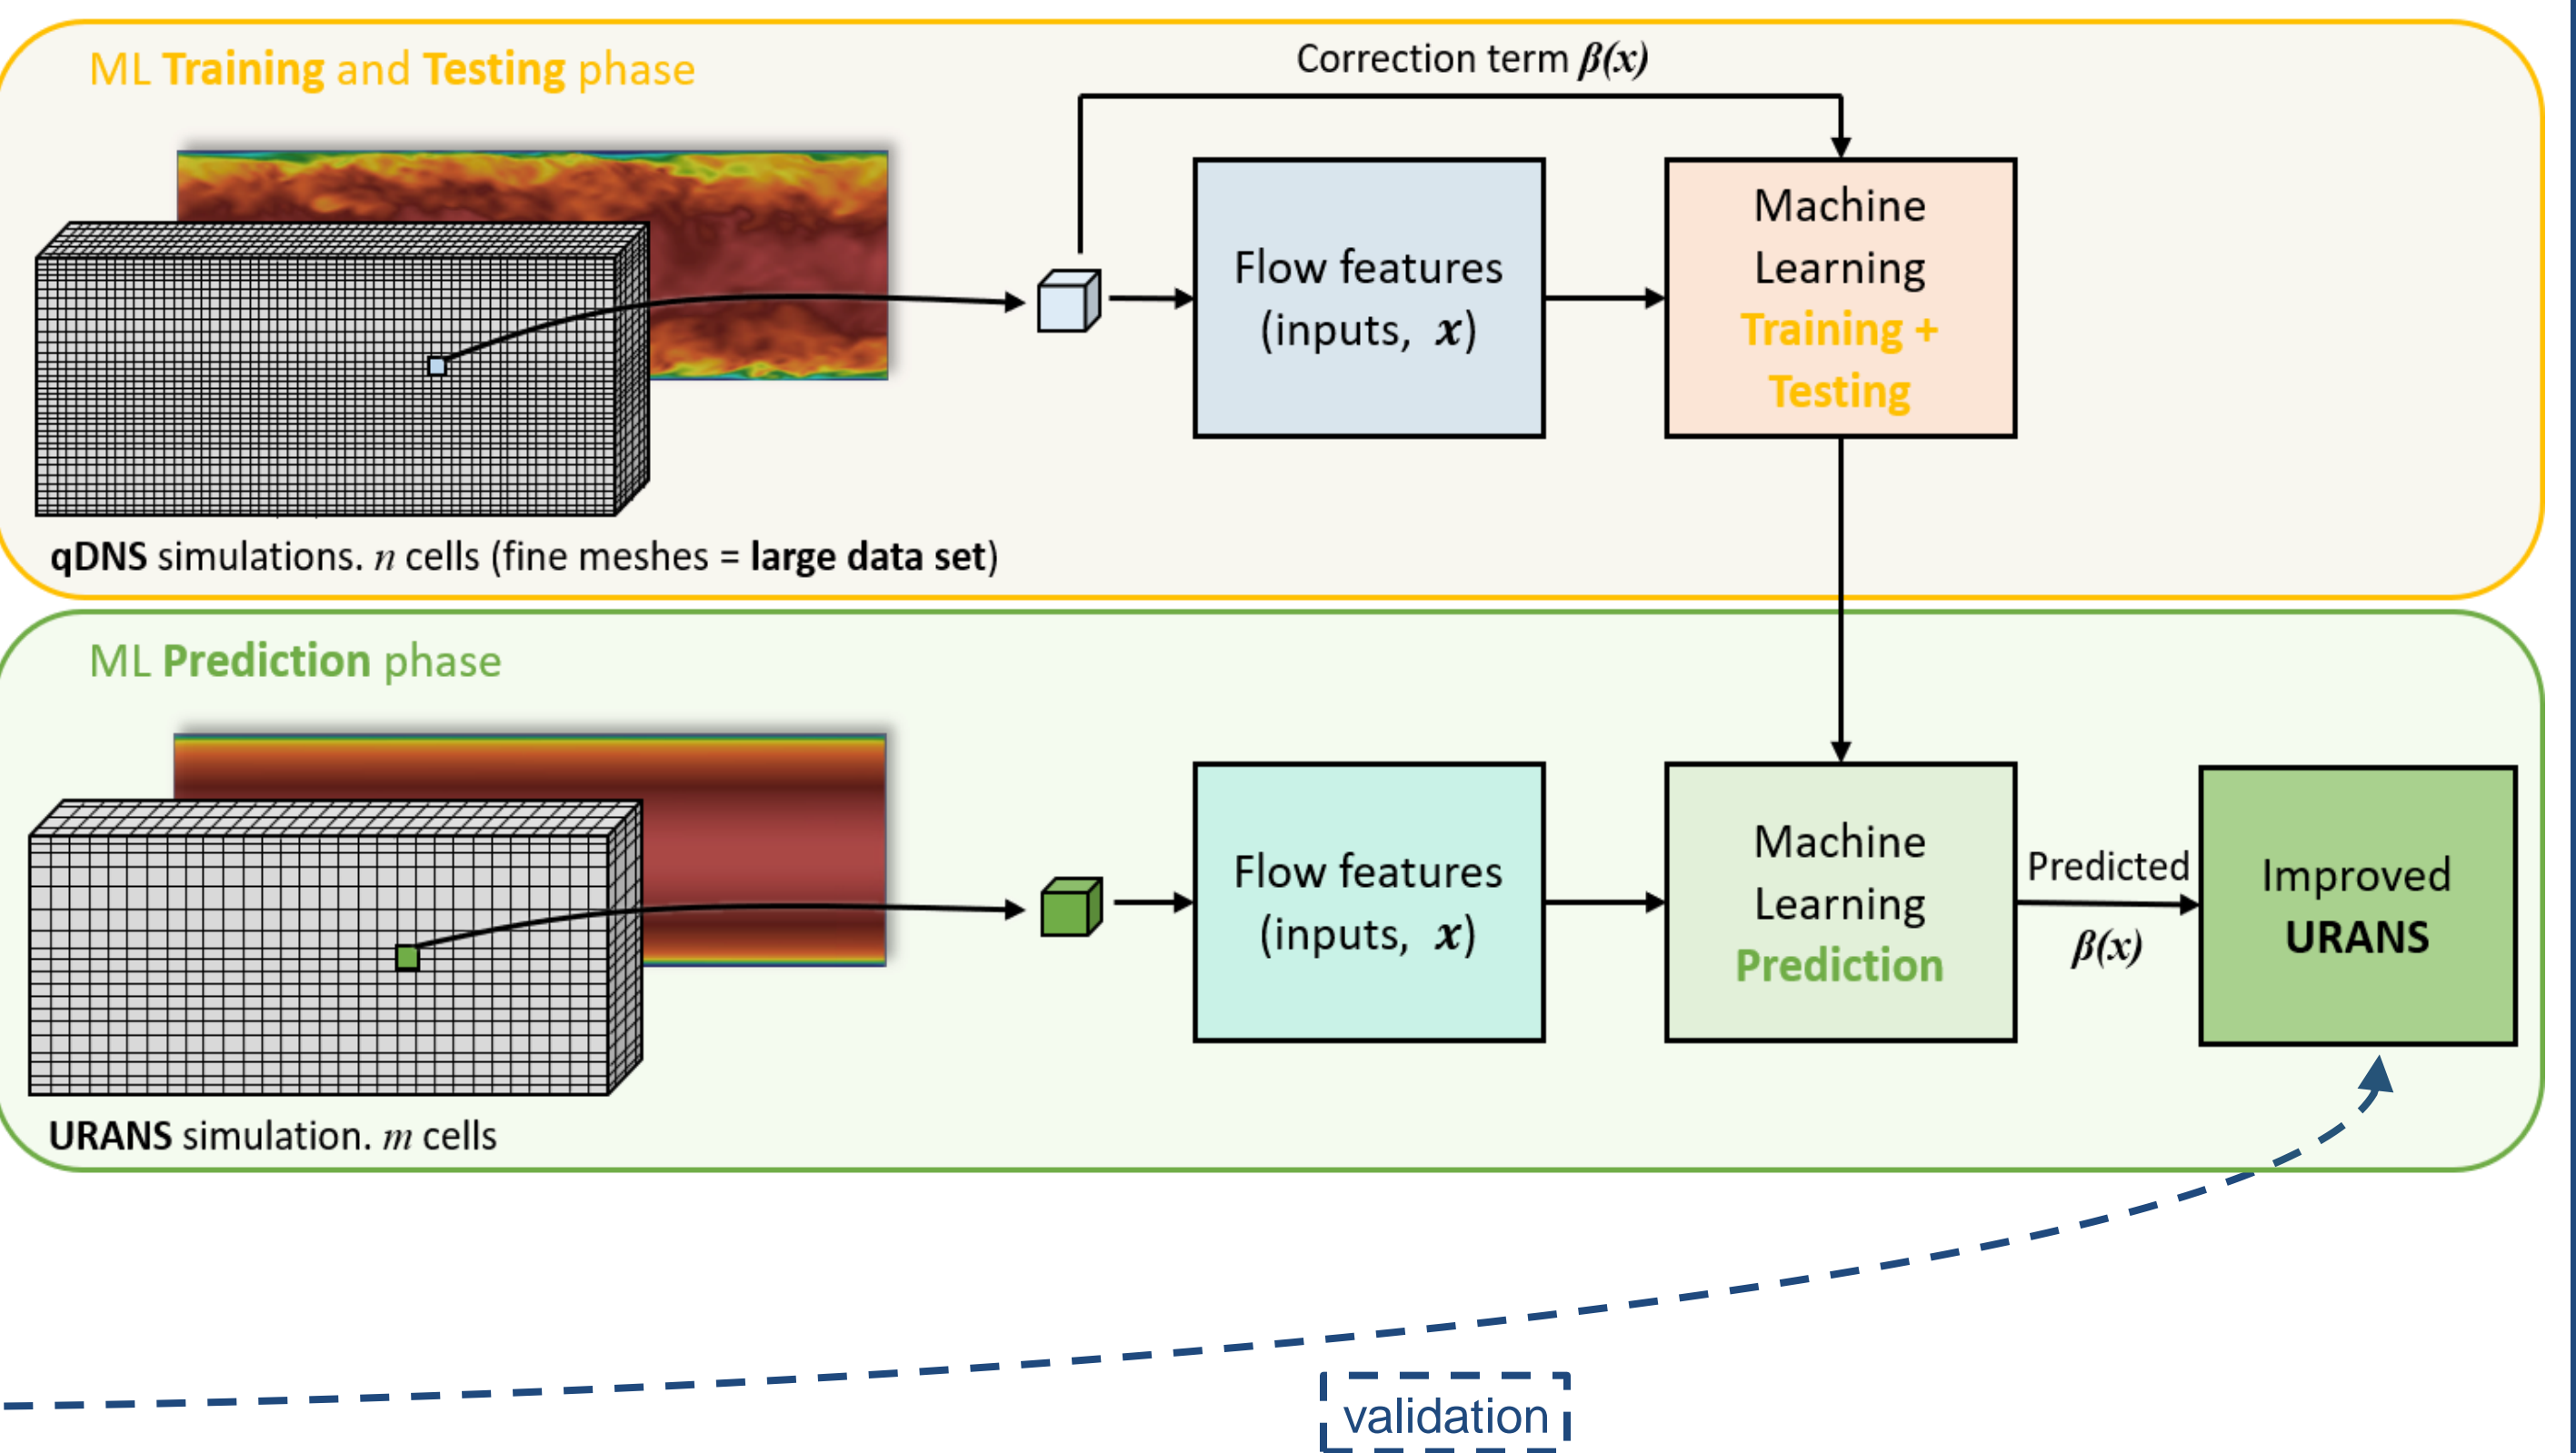 ML Training and Testing phase
Correction term β(x)
Flow features
(inputs, x)
Machine
Learning
Training +
Testing
qDNS simulations. n cells (fine meshes = large data set)
ML Prediction phase
Flow features
(inputs, x)
Machine
Learning
Prediction
Predicted
β(x)
Improved
URANS
URANS simulation. m cells
validation